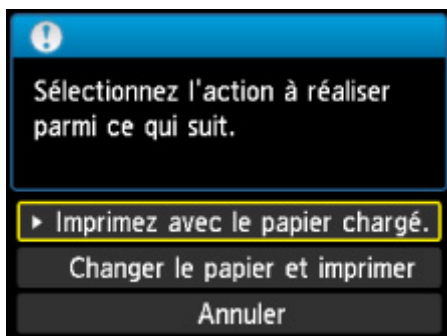 Sélectionnez l'action à réaliser
parmi ce qui suit.
Imprimez avec le papier chargé.
Changer le papier et imprimer
Annuler